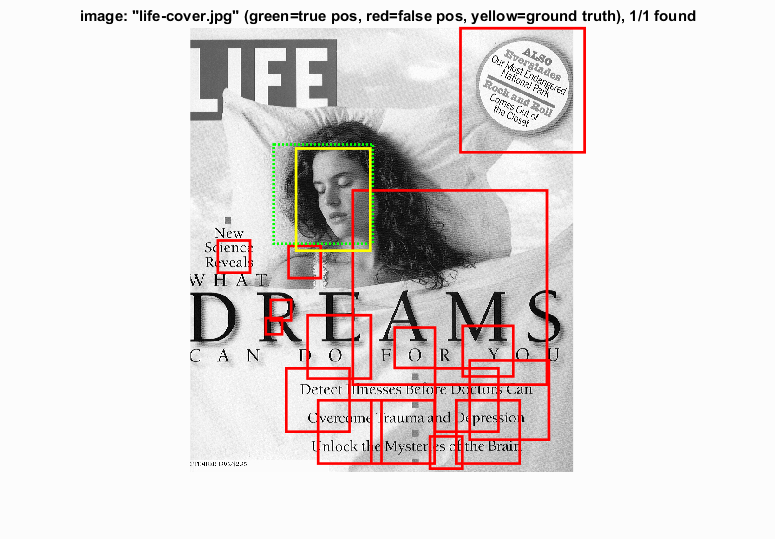 image: "life-cover.jpg" (green=true pos, red=false pos, yellow=ground truth), 1/1 found
LIFE
ALSO
Everglades
Our Most Endangered
National Park
Rock and Roll
Comes Out of
the Closet
New
Science
Reveals
WHAT
DREAMS
CAN DO FOR YOU
Detect Illnesses Before Doctors Can
Overcome Trauma and Depression
Unlock the Mysteries of the Brain